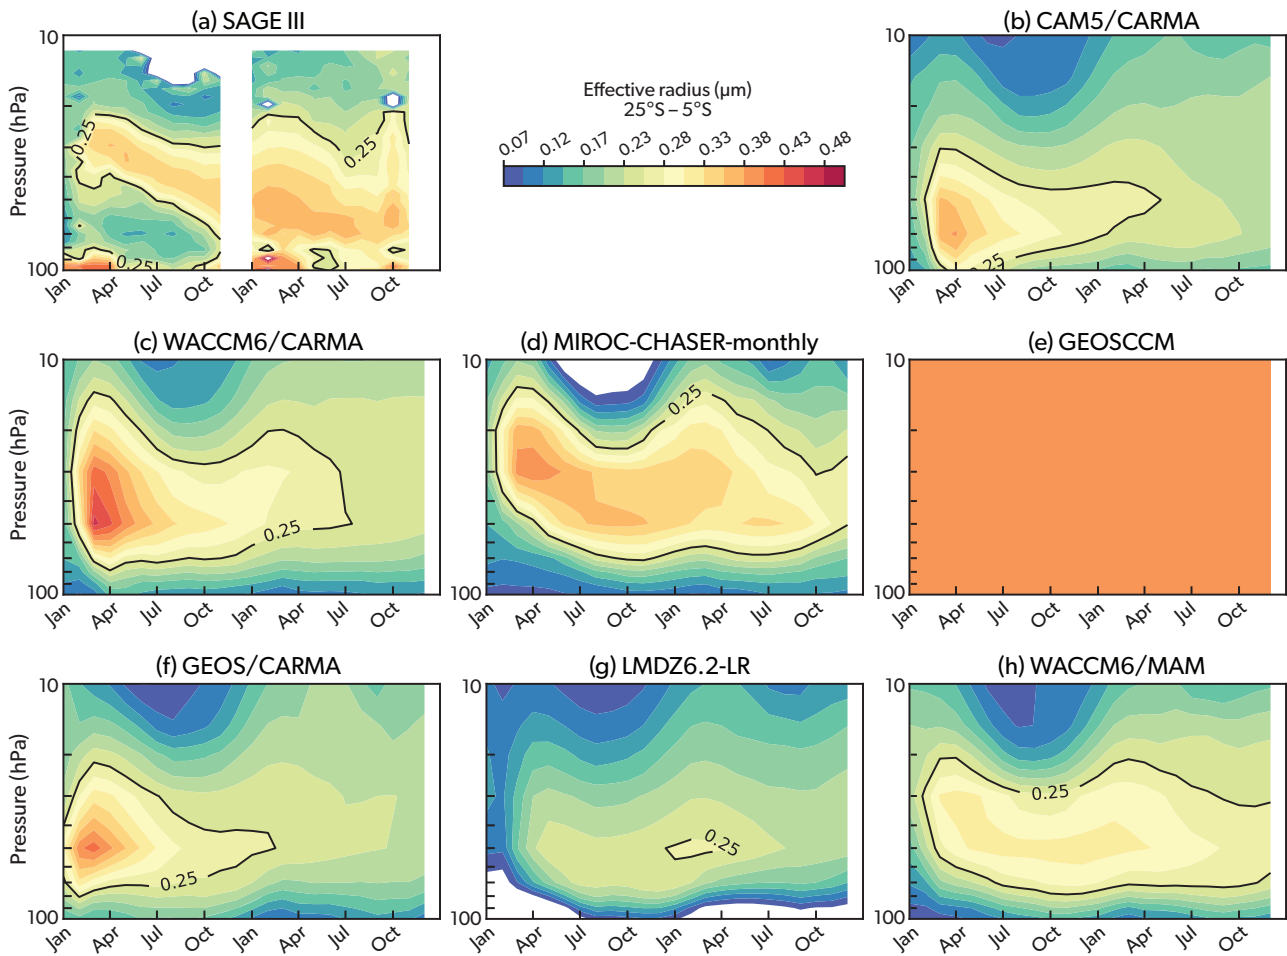 (a) SAGE III
10
Pressure (hPa)
100
0.25
0.25
0.25
Jan Apr Jul Oct Jan Apr Jul Oct
Effective radius (µm)
25°S – 5°S
0.07 0.12 0.17 0.23 0.28 0.33 0.38 0.43 0.48
(b) CAM5/CARMA
10
100
0.25
Jan Apr Jul Oct Jan Apr Jul Oct
(c) WACCM6/CARMA
10
Pressure (hPa)
100
0.25
Jan Apr Jul Oct Jan Apr Jul Oct
(d) MIROC-CHASER-monthly
10
100
0.25
Jan Apr Jul Oct Jan Apr Jul Oct
(e) GEOSCCM
10
100
Jan Apr Jul Oct Jan Apr Jul Oct
(f) GEOS/CARMA
10
Pressure (hPa)
100
0.25
Jan Apr Jul Oct Jan Apr Jul Oct
(g) LMDZ6.2-LR
10
100
0.25
Jan Apr Jul Oct Jan Apr Jul Oct
(h) WACCM6/MAM
10
100
0.25
Jan Apr Jul Oct Jan Apr Jul Oct